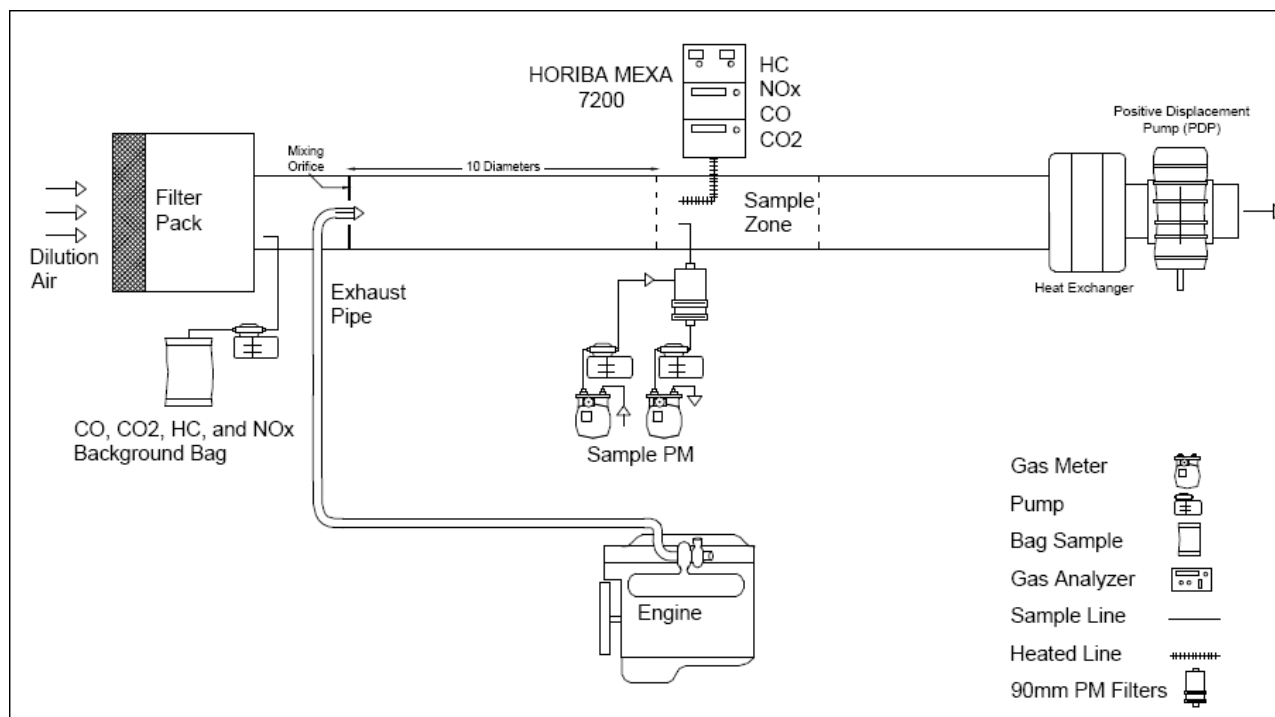 HORIBA MEXA
7200
HC
NOx
CO
CO2
Positive Displacement
Pump (PDP)
Mixing
Orifice
10 Diameters
Filter
Pack
Sample
Zone
Dilution
Air
Exhaust
Pipe
Heat Exchanger
CO, CO2, HC, and NOx
Background Bag
Sample PM
Engine
Gas Meter
Pump
Bag Sample
Gas Analyzer
Sample Line
Heated Line
90mm PM Filters